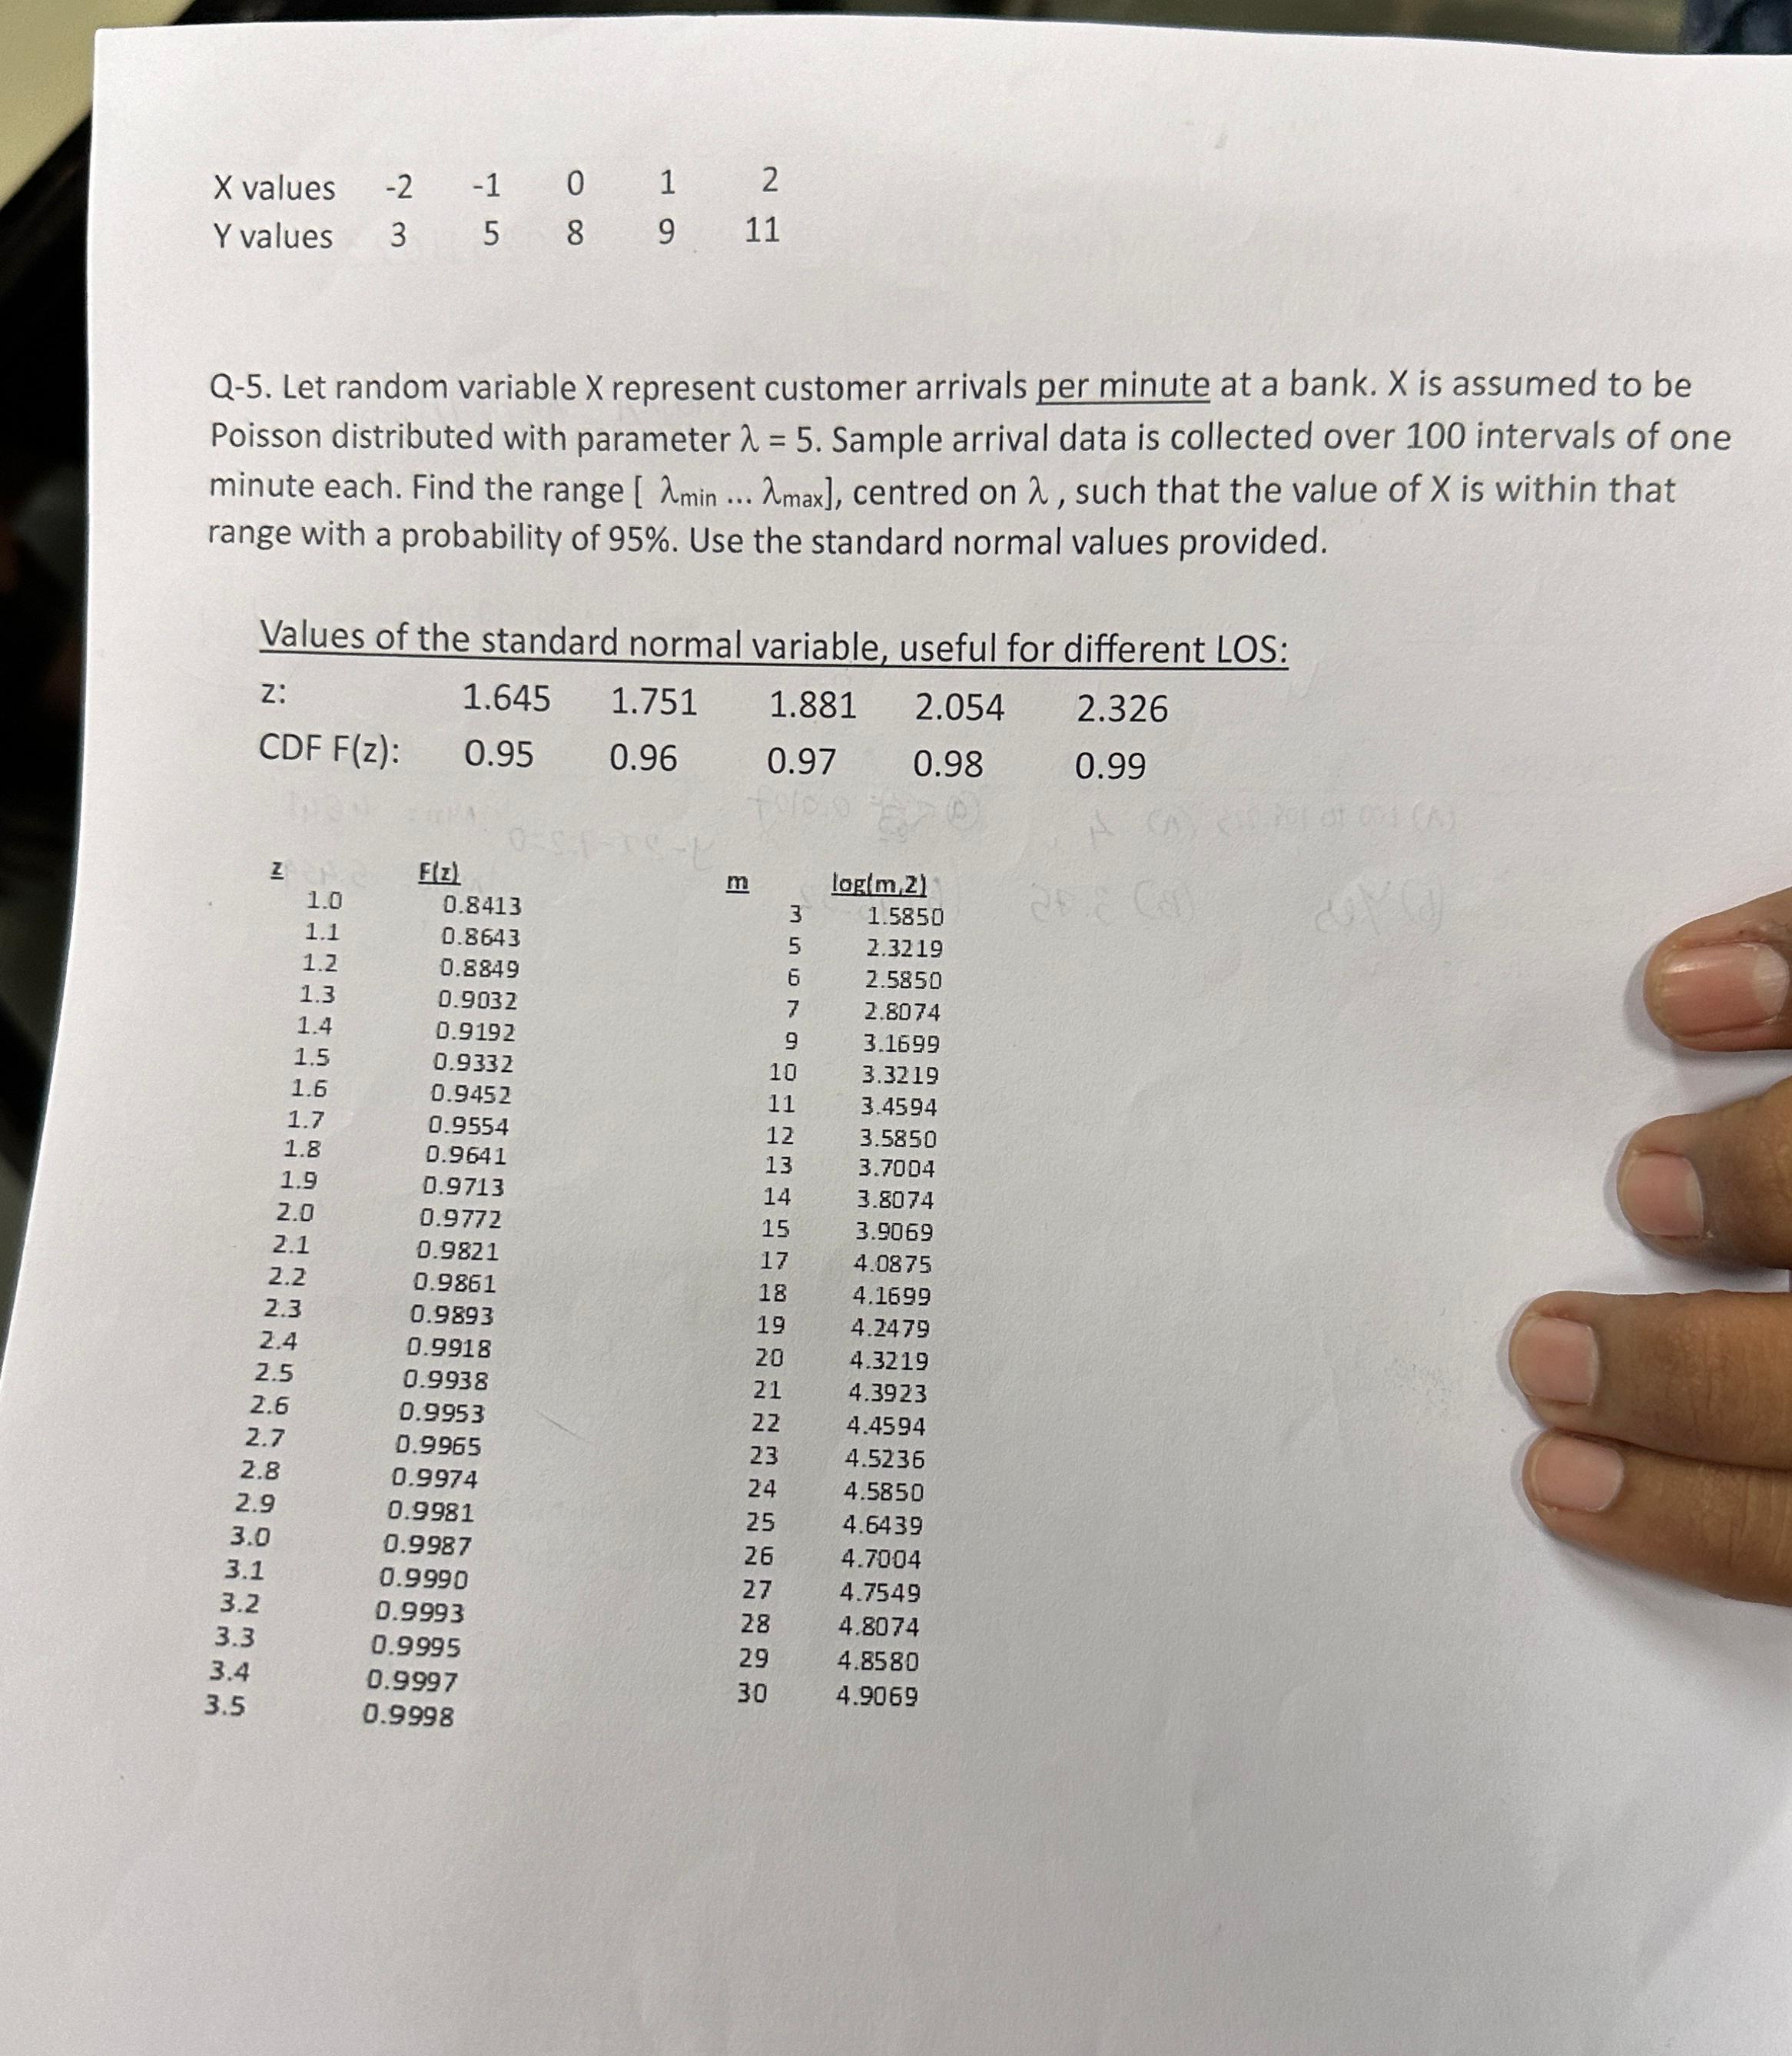 X values -2 -1 0 1 2
Y values 3 5 8 9 11
Q-5. Let random variable X represent customer arrivals per minute at a bank. X is assumed to be
Poisson distributed with parameter λ = 5. Sample arrival data is collected over 100 intervals of one
minute each. Find the range [ λmin ... λmax], centred on λ , such that the value of X is within that
range with a probability of 95%. Use the standard normal values provided.
Values of the standard normal variable, useful for different LOS:
z: 1.645 1.751 1.881 2.054 2.326
CDF F(z): 0.95 0.96 0.97 0.98 0.99
z F(z) m log(m,2)
1.0 0.8413 3 1.5850
1.1 0.8643 5 2.3219
1.2 0.8849 6 2.5850
1.3 0.9032 7 2.8074
1.4 0.9192 9 3.1699
1.5 0.9332 10 3.3219
1.6 0.9452 11 3.4594
1.7 0.9554 12 3.5850
1.8 0.9641 13 3.7004
1.9 0.9713 14 3.8074
2.0 0.9772 15 3.9069
2.1 0.9821 17 4.0875
2.2 0.9861 18 4.1699
2.3 0.9893 19 4.2479
2.4 0.9918 20 4.3219
2.5 0.9938 21 4.3923
2.6 0.9953 22 4.4594
2.7 0.9965 23 4.5236
2.8 0.9974 24 4.5850
2.9 0.9981 25 4.6439
3.0 0.9987 26 4.7004
3.1 0.9990 27 4.7549
3.2 0.9993 28 4.8074
3.3 0.9995 29 4.8580
3.4 0.9997 30 4.9069
3.5 0.9998